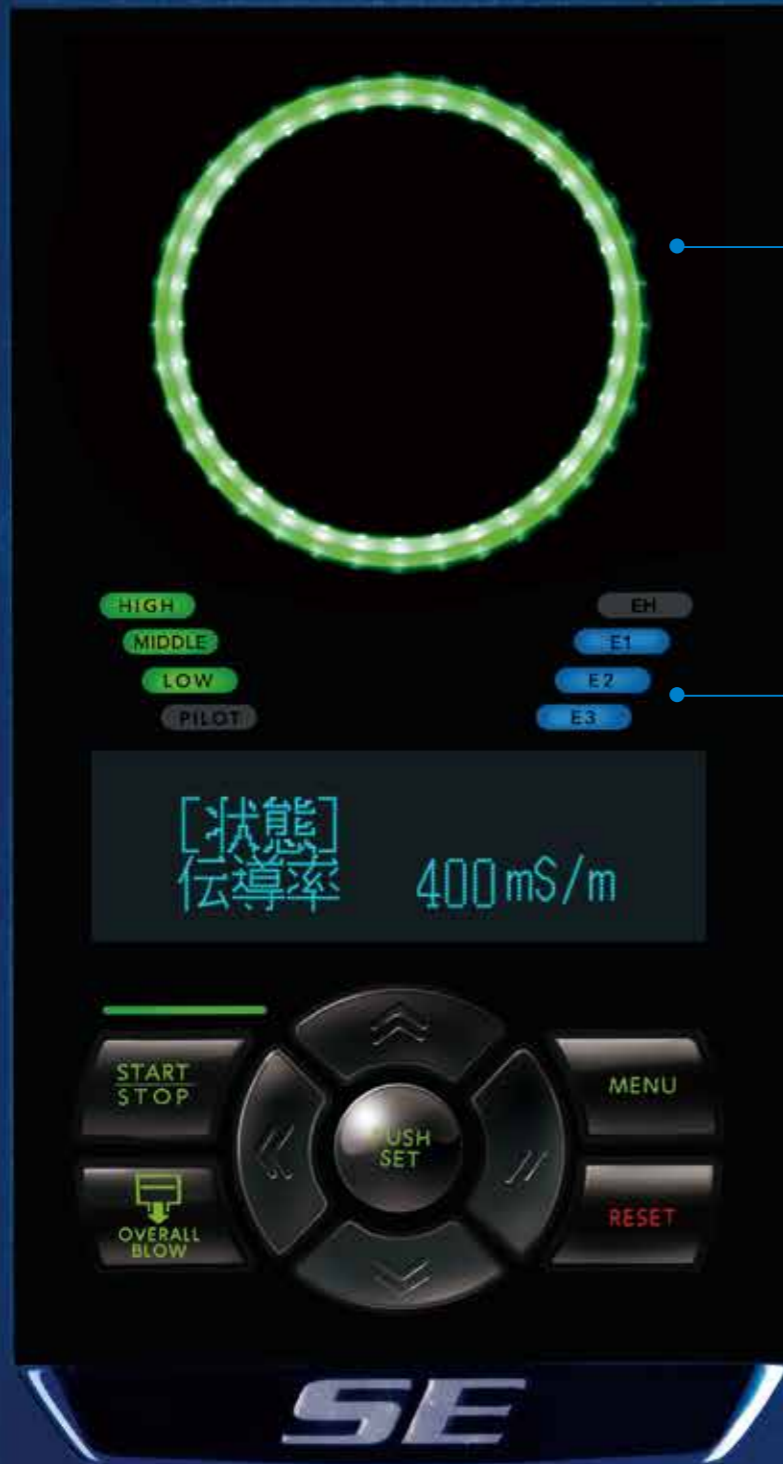 HIGH
MIDDLE
LOW
PILOT
EH
E1
E2
E3
[状態]
伝導率 400mS/m
START
STOP
OVERALL
BLOW
PUSH
SET
MENU
RESET
SE